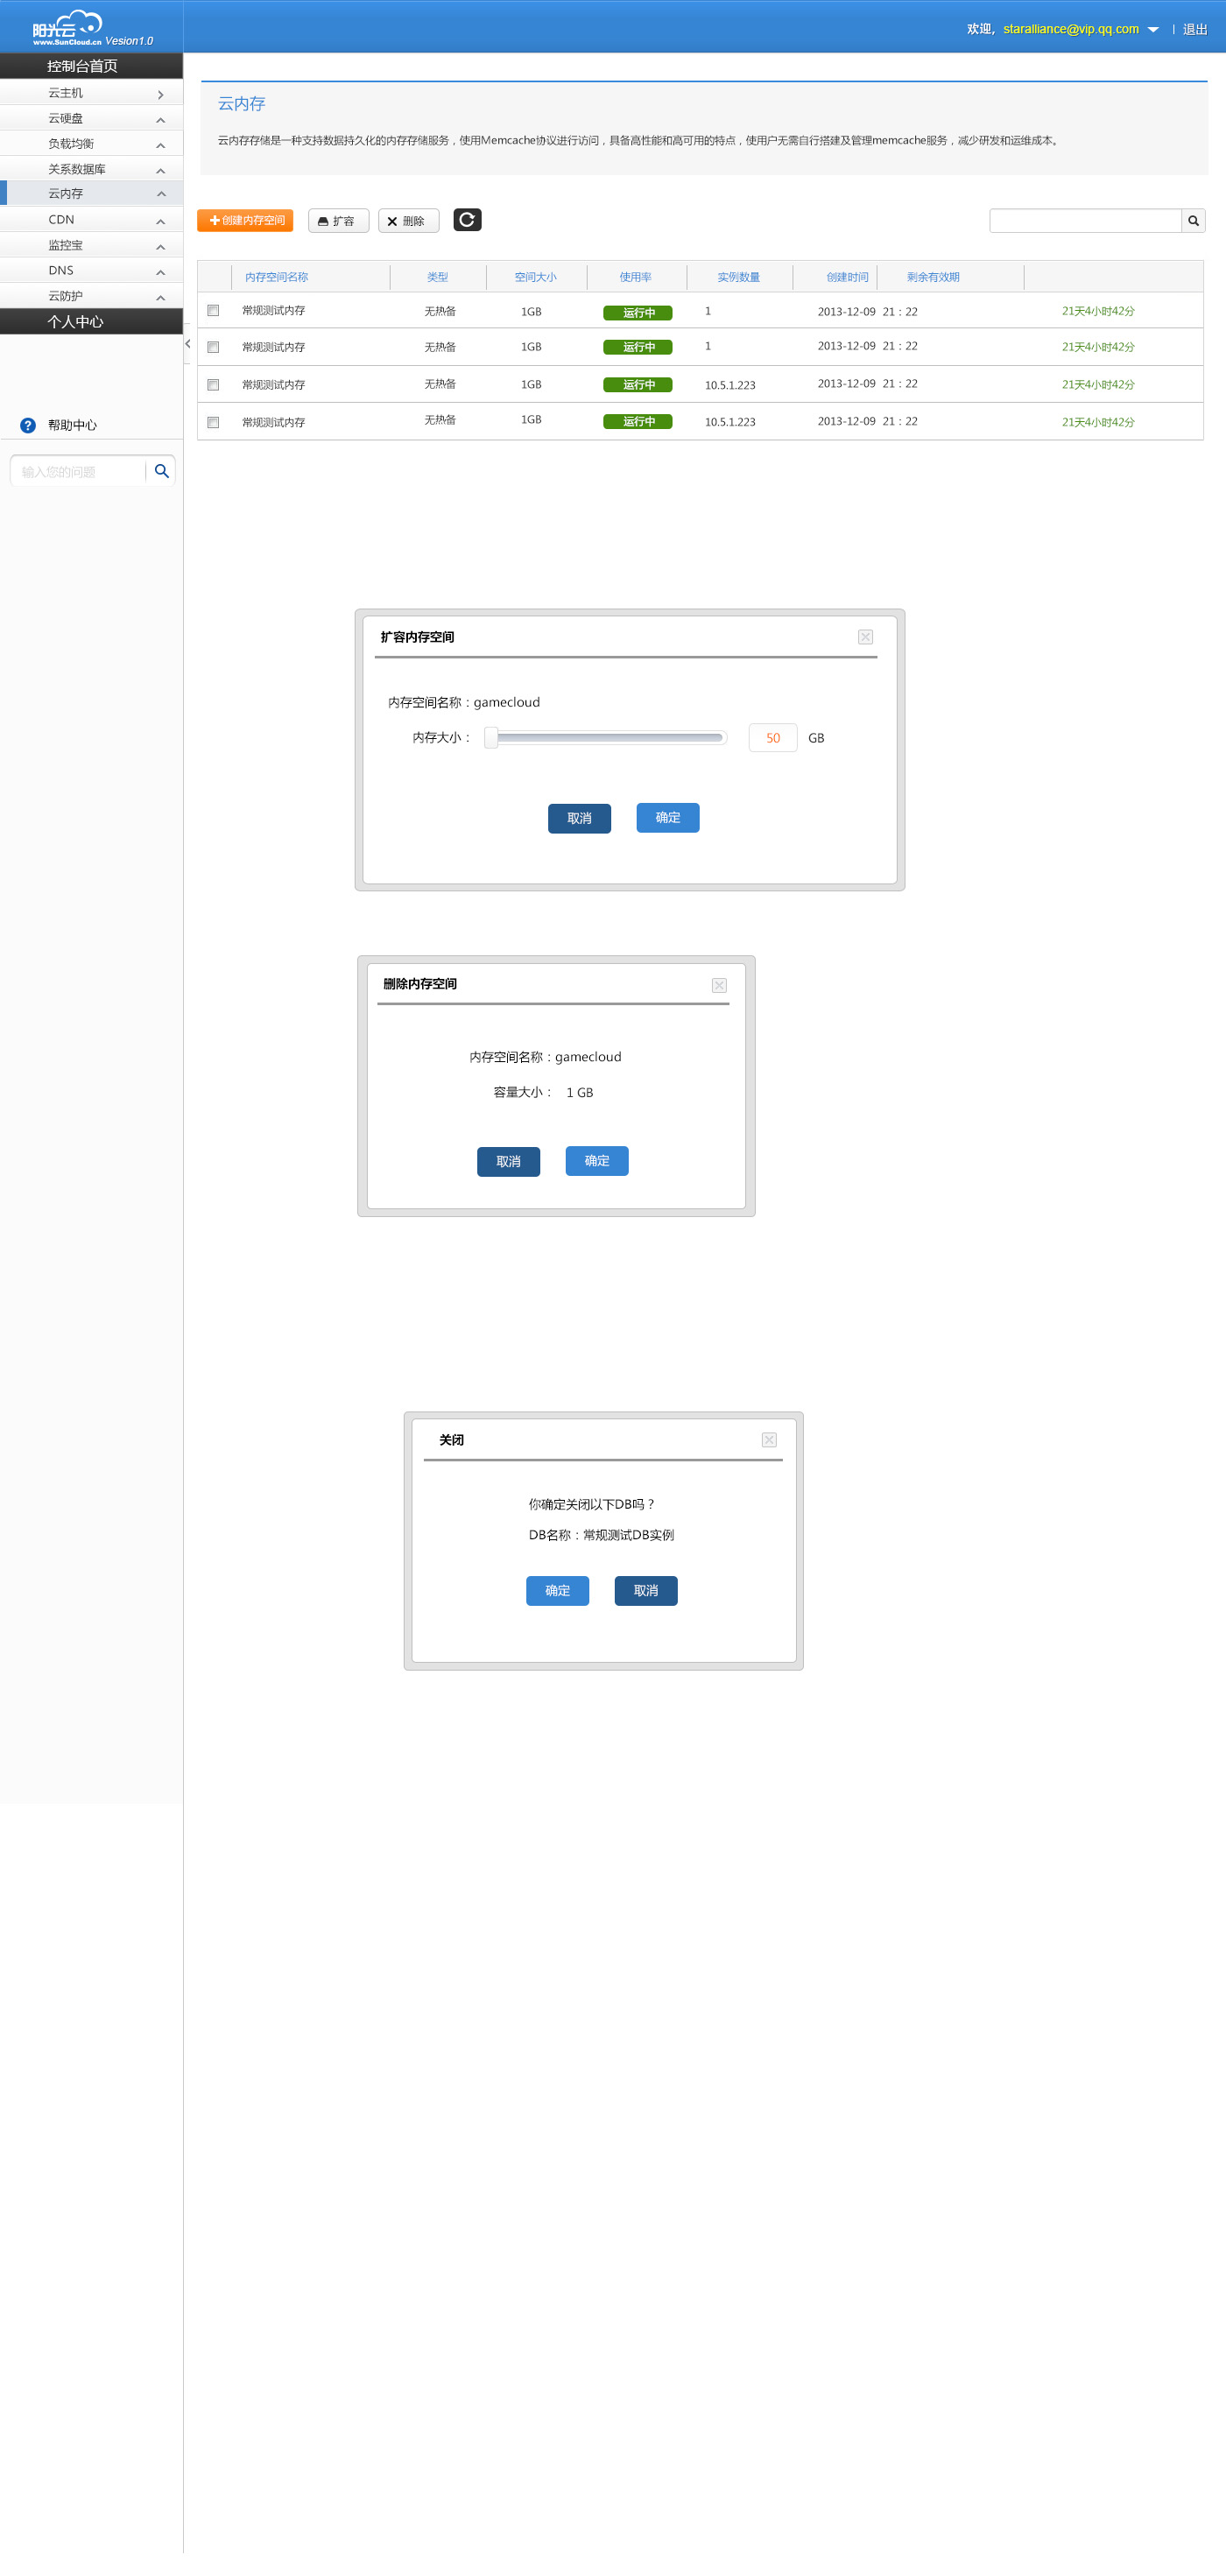 阳光云
www.SunCloud.cn Vesion1.0
欢迎, staralliance@vip.qq.com | 退出
控制台首页
云主机
云硬盘
负载均衡
关系数据库
云内存
CDN
监控宝
DNS
云防护
个人中心
帮助中心
输入您的问题
云内存
云内存存储是一种支持数据持久化的内存存储服务，使用Memcache协议进行访问，具备高性能和高可用的特点，使用户无需自行搭建及管理memcache服务，减少研发和运维成本。
创建内存空间 扩容 删除
内存空间名称 类型 空间大小 使用率 实例数量 创建时间 剩余有效期
常规测试内存 无热备 1GB 运行中 1 2013-12-09 21：22 21天4小时42分
常规测试内存 无热备 1GB 运行中 1 2013-12-09 21：22 21天4小时42分
常规测试内存 无热备 1GB 运行中 10.5.1.223 2013-12-09 21：22 21天4小时42分
常规测试内存 无热备 1GB 运行中 10.5.1.223 2013-12-09 21：22 21天4小时42分
扩容内存空间
内存空间名称：gamecloud
内存大小： 50 GB
取消 确定
删除内存空间
内存空间名称：gamecloud
容量大小： 1 GB
取消 确定
关闭
你确定关闭以下DB吗？
DB名称：常规测试DB实例
确定 取消